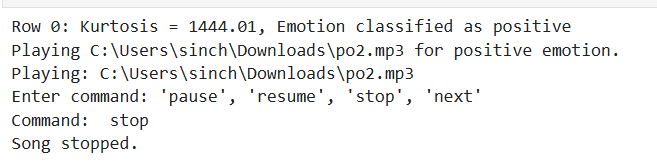 Row 0: Kurtosis = 1444.01, Emotion classified as positive
Playing C:\Users\sinch\Downloads\po2.mp3 for positive emotion.
Playing: C:\Users\sinch\Downloads\po2.mp3
Enter command: 'pause', 'resume', 'stop', 'next'
Command:  stop
Song stopped.